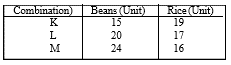 Combination) Beans (Unit) Rice (Unit)
K 15 19
L 20 17
M 24 16